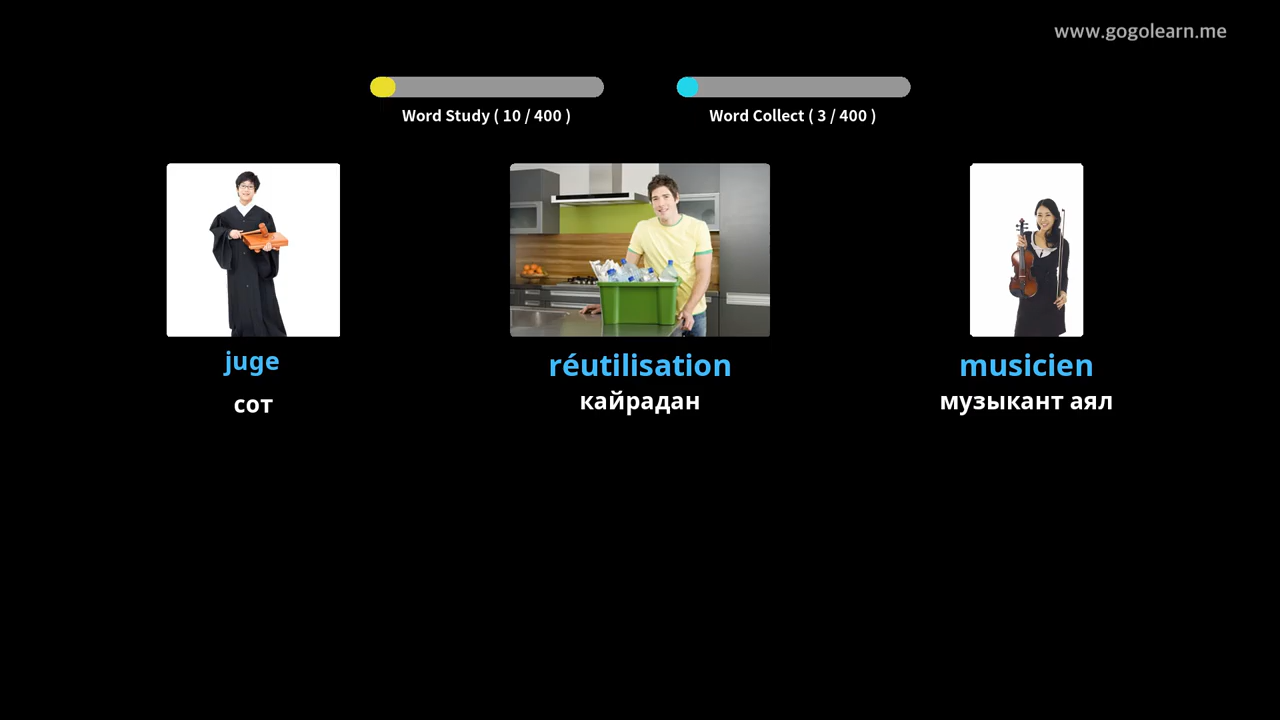 www.gogolearn.me
Word Study ( 10 / 400 )
Word Collect ( 3 / 400 )
juge
réutilisation
musicien
сот
кайрадан
музыкант аял